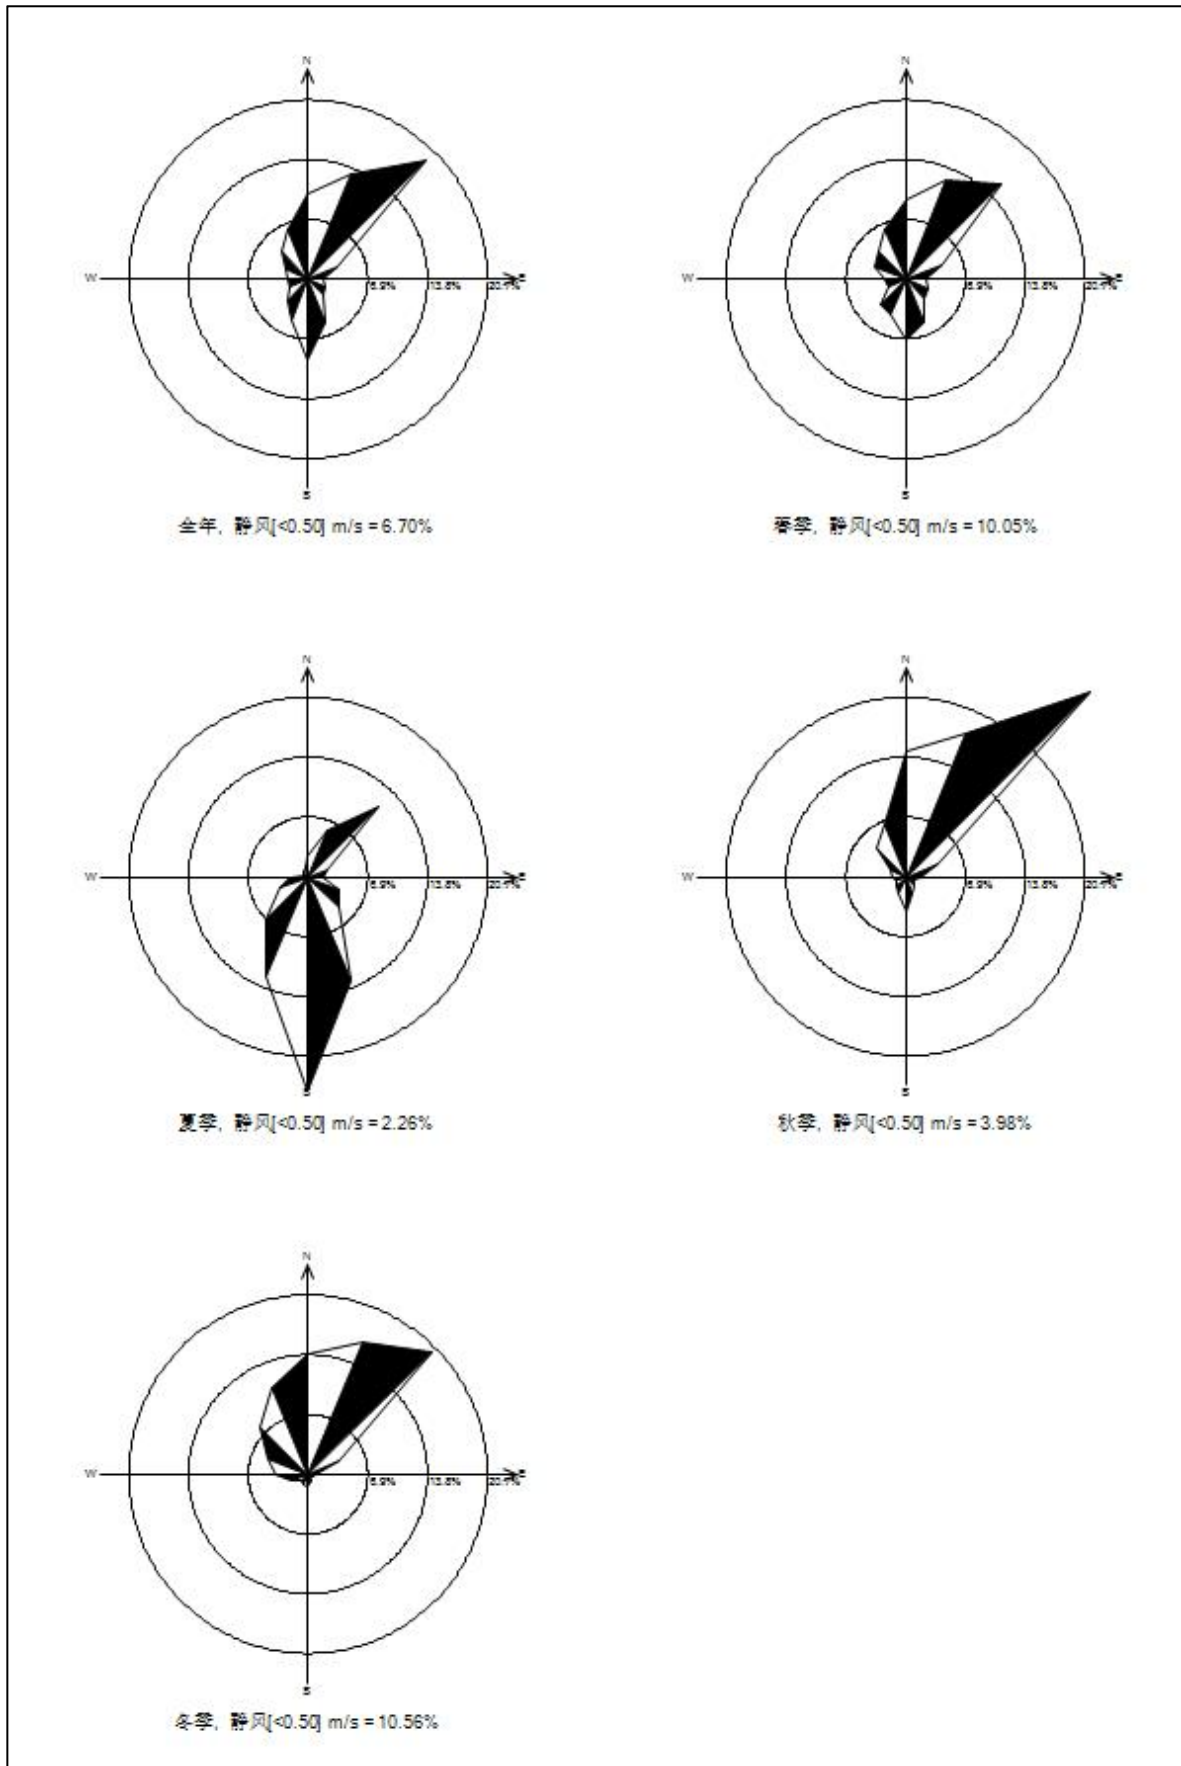 N
N
W
6.9%
13.8%
20.7%
E
W
6.9%
13.8%
20.7%
E
S
S
全年, 静风[<0.50] m/s = 6.70%
春季, 静风[<0.50] m/s = 10.05%
N
N
W
6.9%
13.8%
20.7%
E
W
6.9%
13.8%
20.7%
E
S
S
夏季, 静风[<0.50] m/s = 2.26%
秋季, 静风[<0.50] m/s = 3.98%
N
W
6.9%
13.8%
20.7%
E
S
冬季, 静风[<0.50] m/s = 10.56%